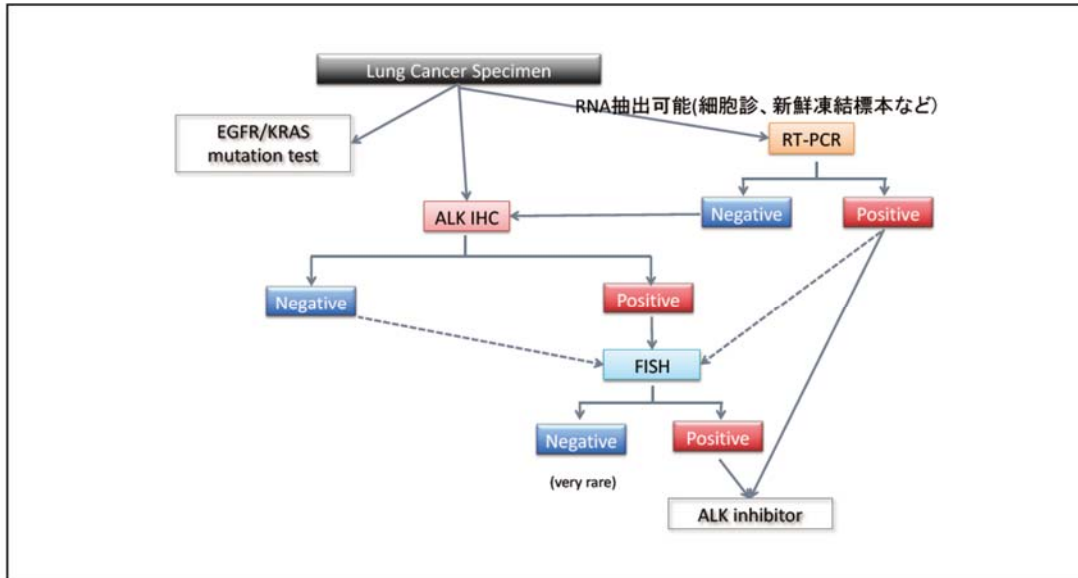 Lung Cancer Specimen
RNA抽出可能(細胞診、新鮮凍結標本など)
EGFR/KRAS
mutation test
RT-PCR
ALK IHC
Negative
Positive
Negative
Positive
FISH
Negative
Positive
(very rare)
ALK inhibitor